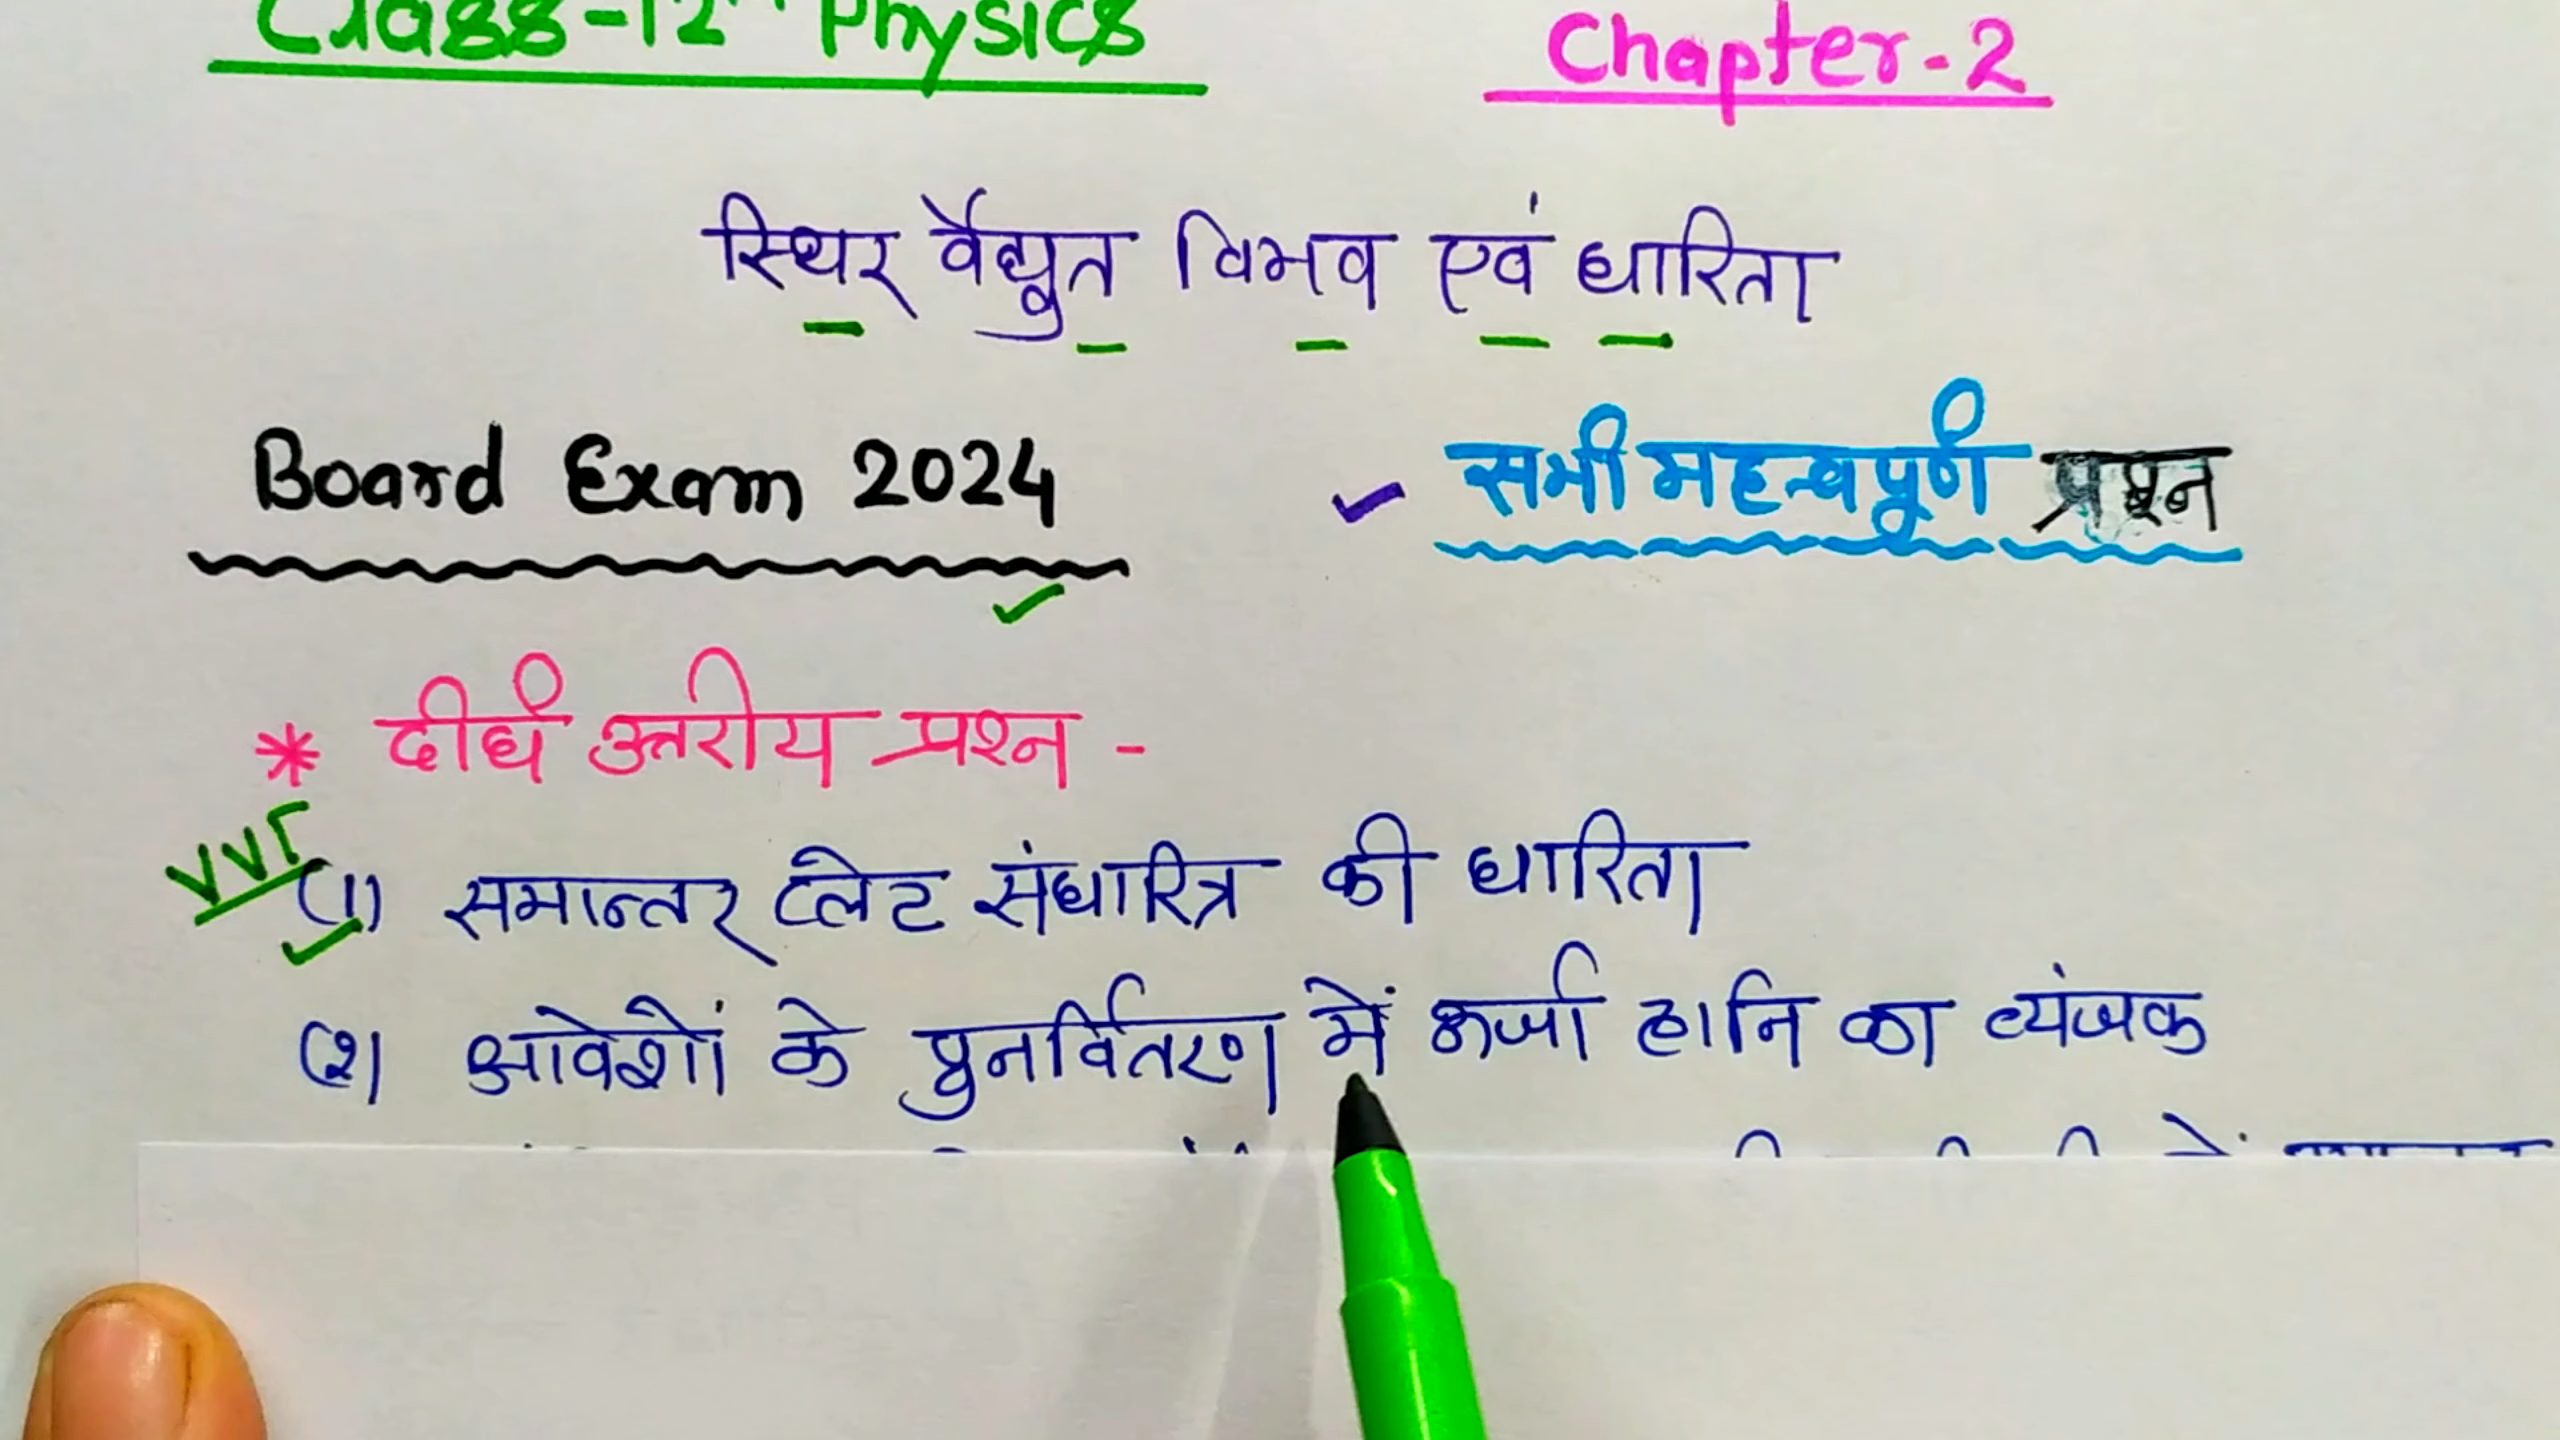 Class-12th Physics Chapter-2
स्थिर वैद्युत विभव एवं धारिता
Board Exam 2024 सभी महत्वपूर्ण प्रश्न
* दीर्घ उत्तरीय प्रश्न -
VVI
(1) समान्तर प्लेट संधारित्र की धारिता
(2) आवेशों के पुनर्वितरण में ऊर्जा हानि का व्यंजक